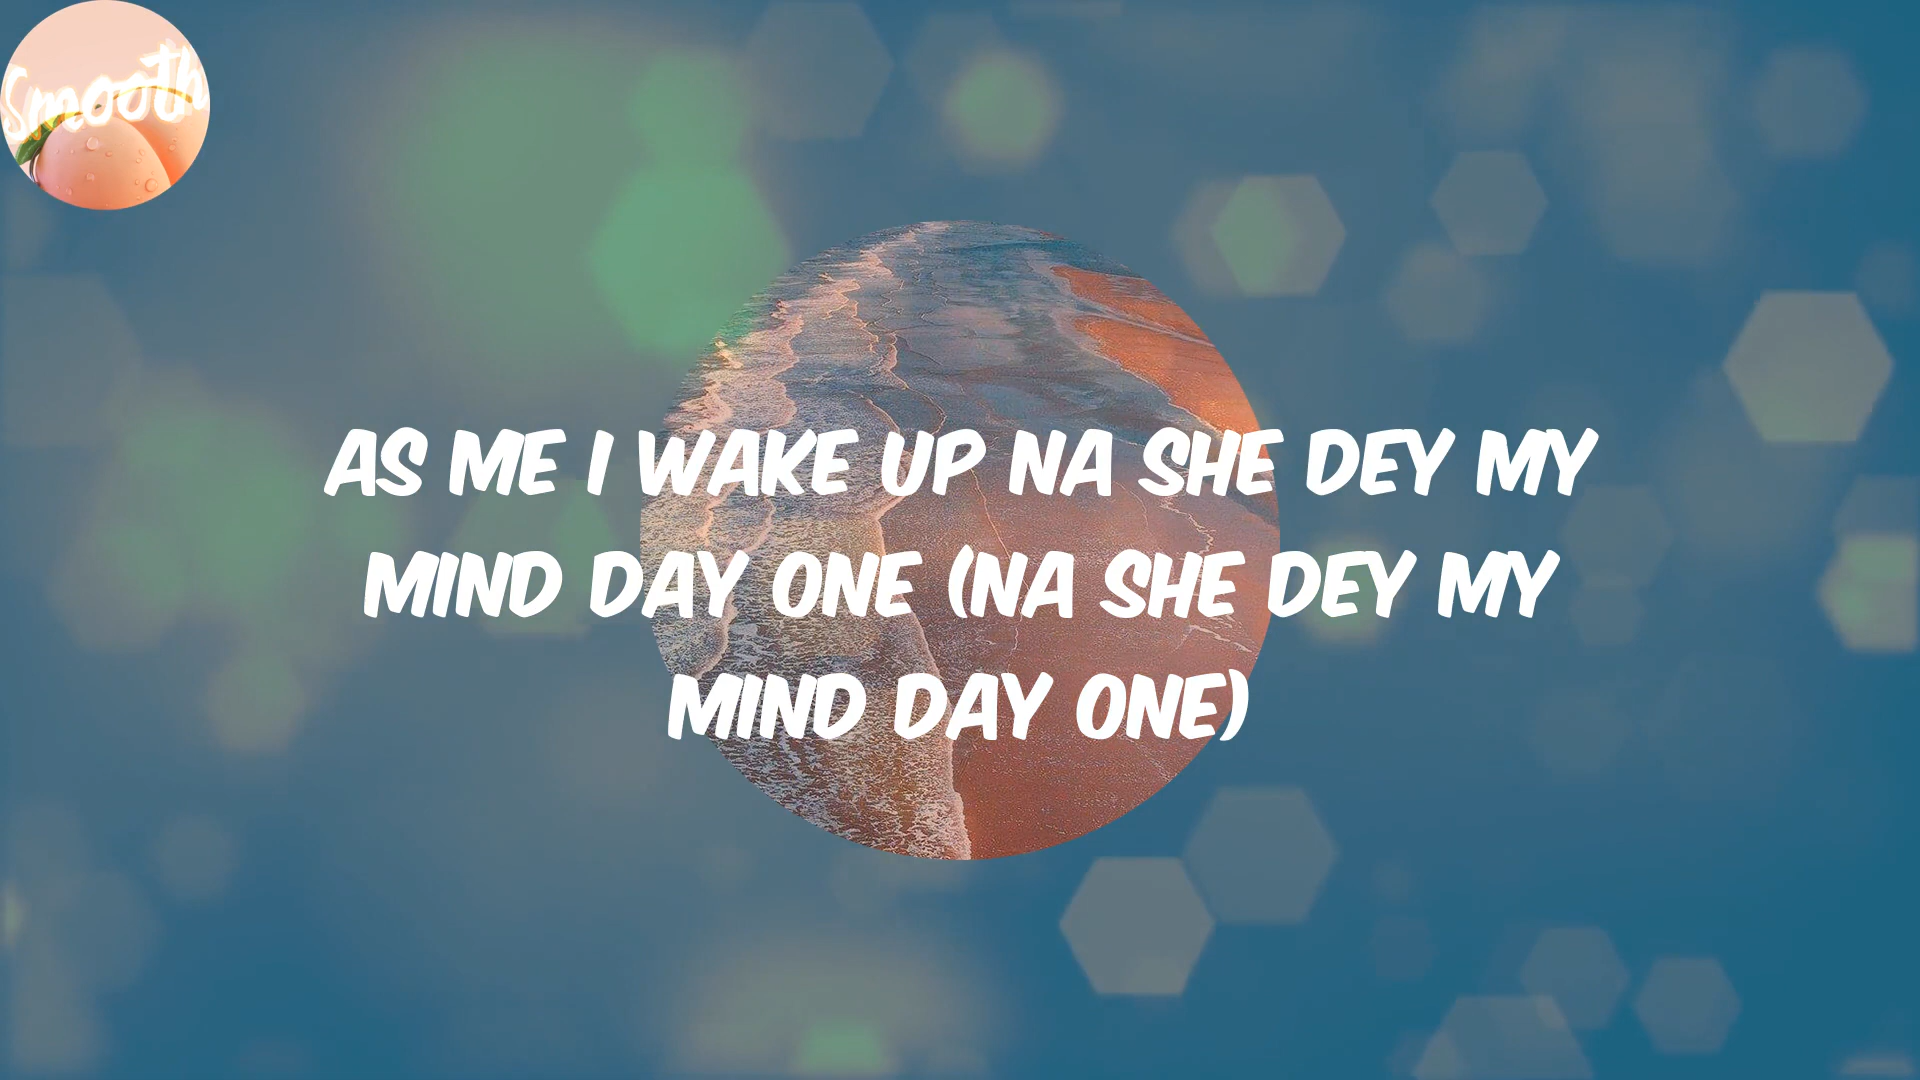 Smooth
AS ME I WAKE UP NA SHE DEY MY
MIND DAY ONE (NA SHE DEY MY
MIND DAY ONE)